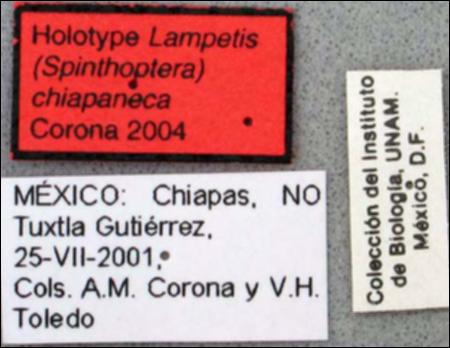 Holotype Lampetis
(Spinthoptera)
chiapaneca
Corona 2004
MÉXICO: Chiapas, NO
Tuxtla Gutiérrez,
25-VII-2001,
Cols. A.M. Corona y V.H.
Toledo
Colección del Instituto
de Biología, UNAM.
México, D.F.